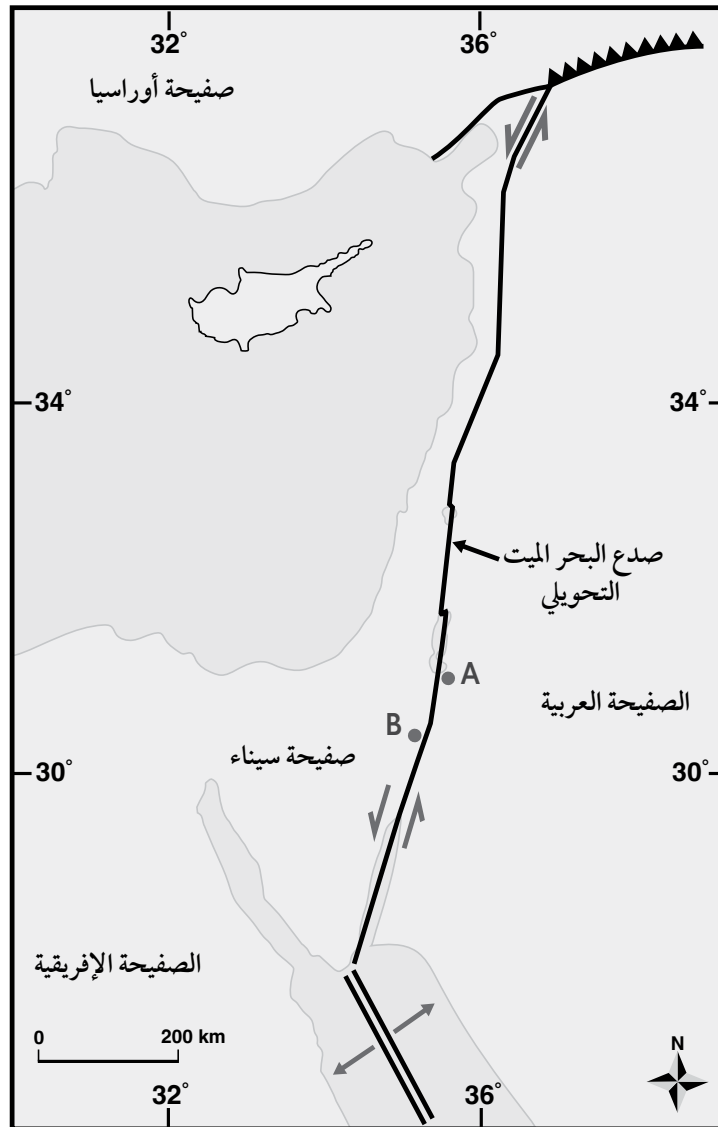 32°
36°
صفيحة أوراسيا
34°
34°
صدع البحر الميت
التحويلي
A
الصفيحة العربية
B
صفيحة سيناء
30°
30°
الصفيحة الإفريقية
0
200 km
N
32°
36°